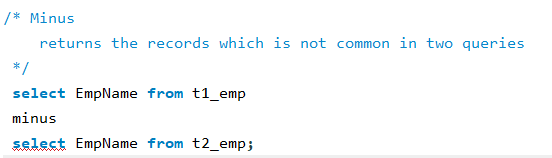 /* Minus
returns the records which is not common in two queries
*/
select EmpName from t1_emp
minus
select EmpName from t2_emp;